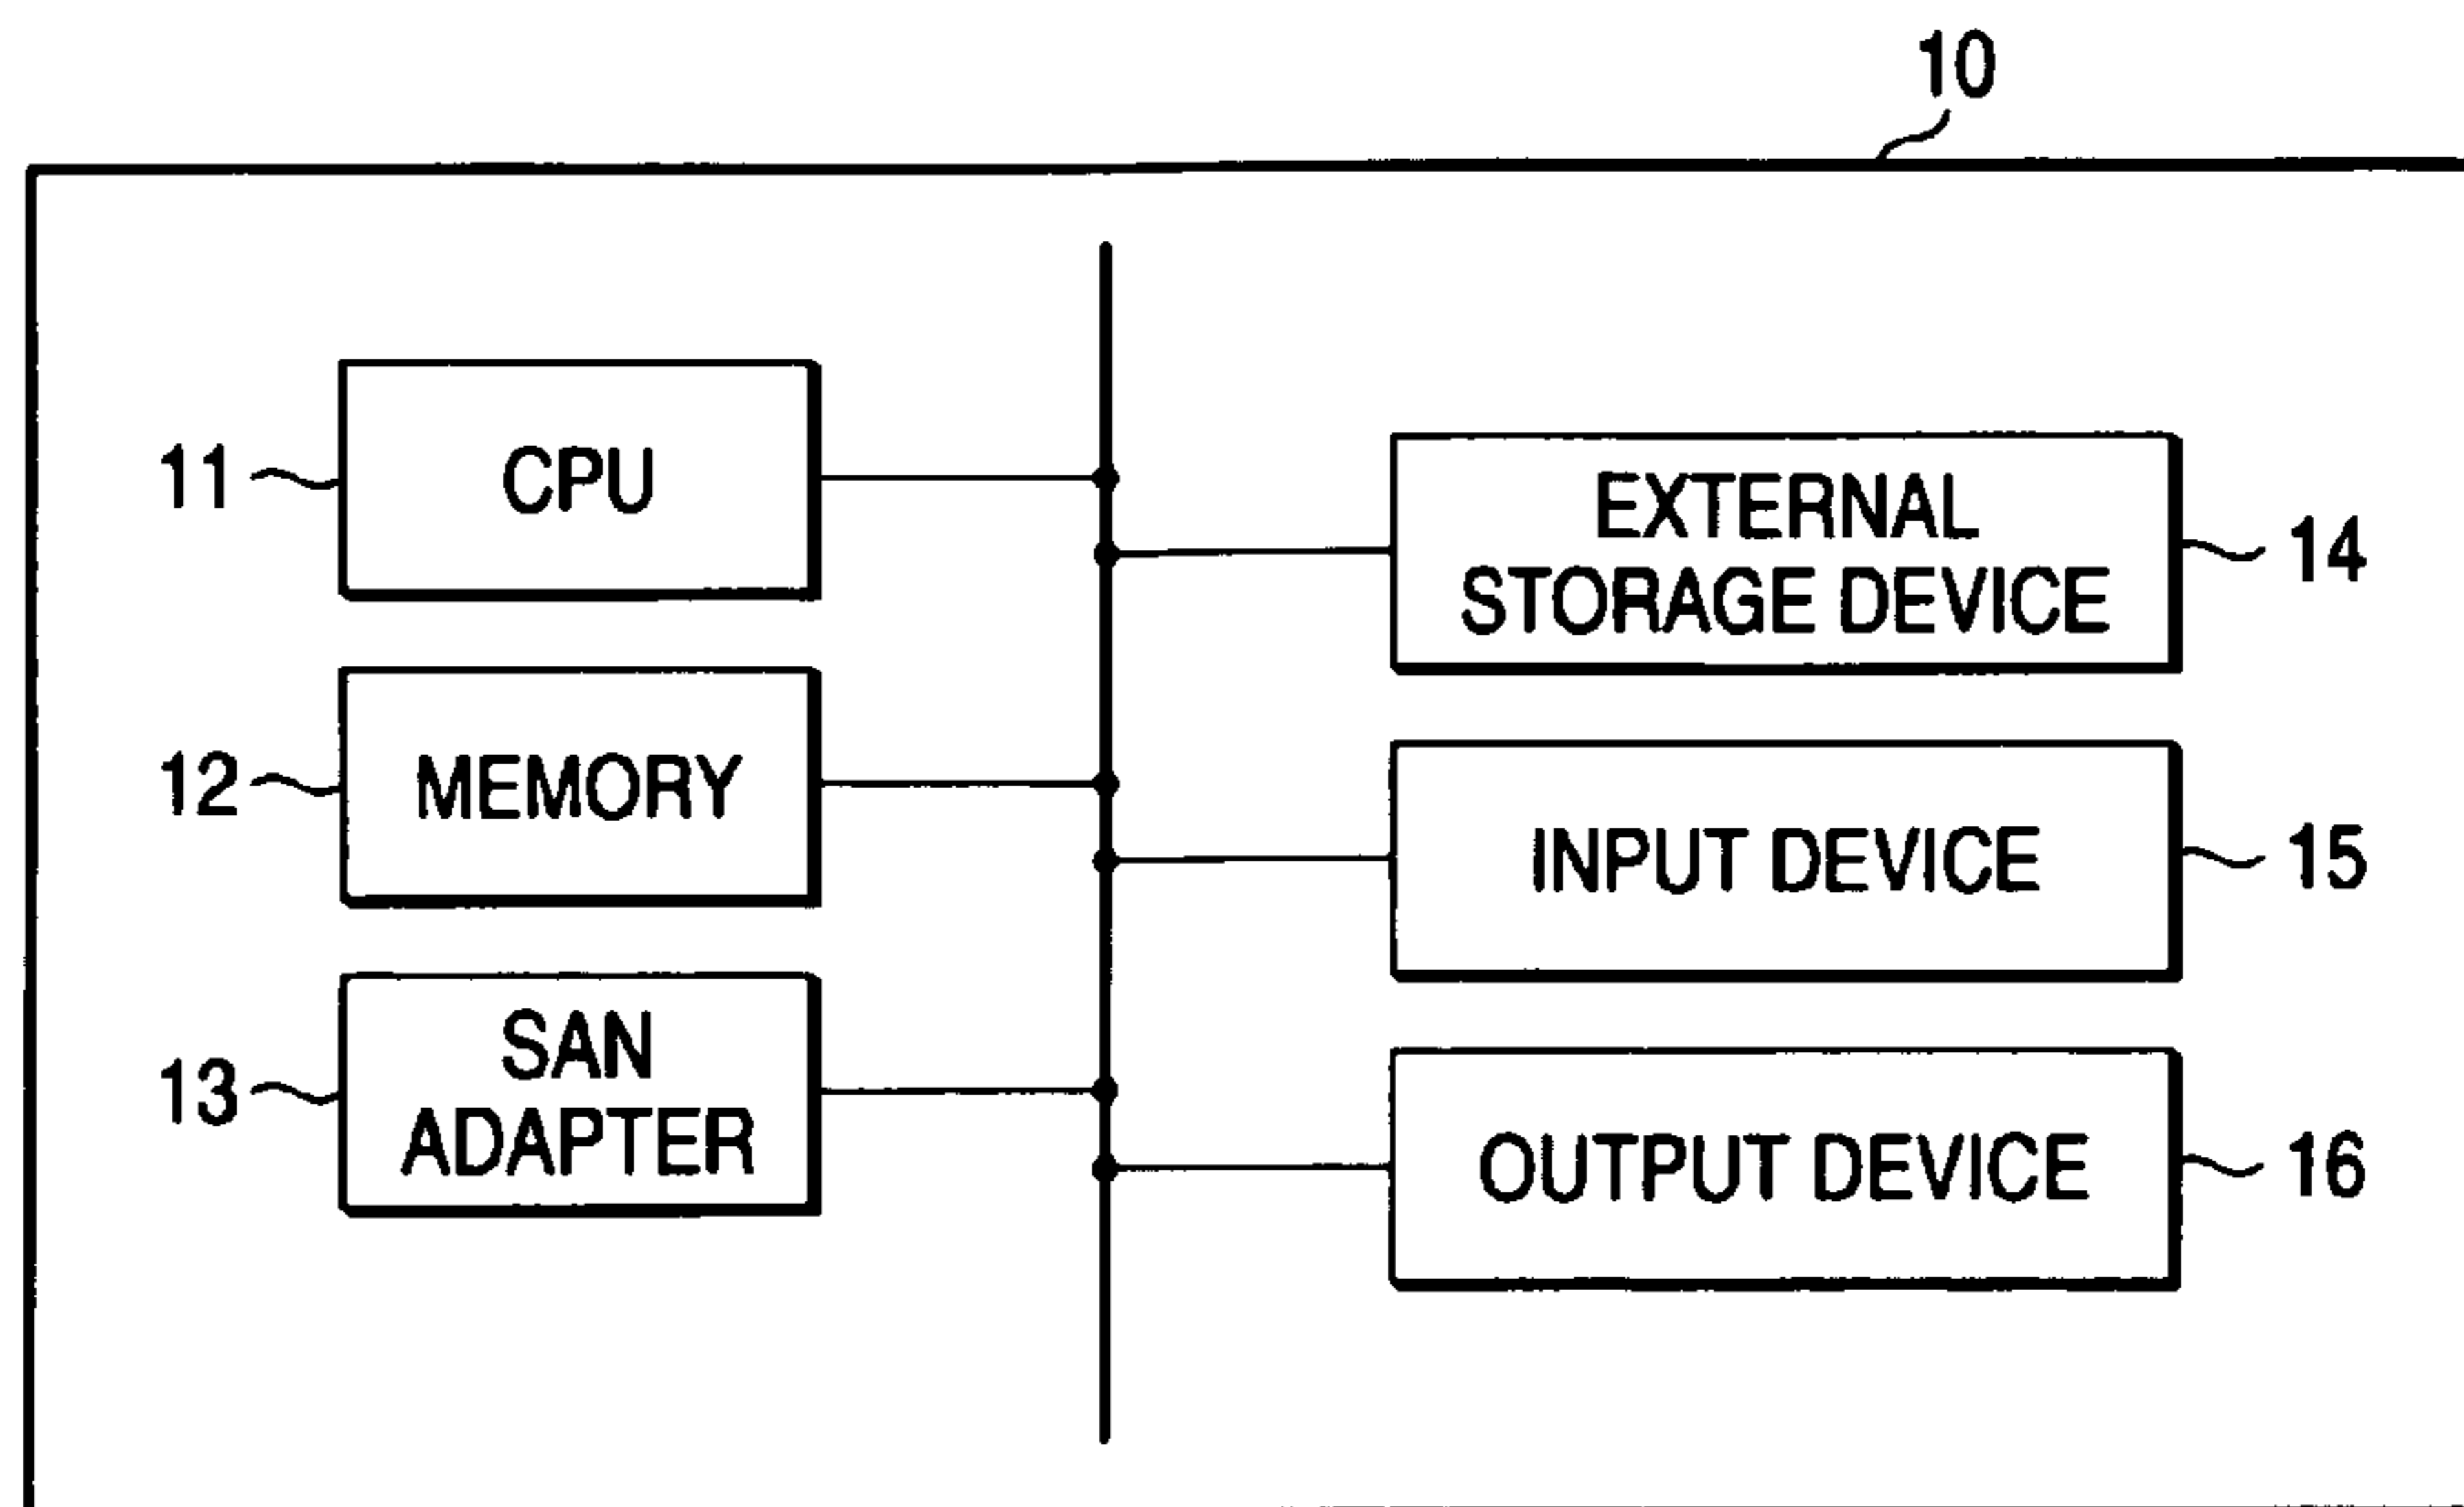 10
11
CPU
EXTERNAL
STORAGE DEVICE
14
12
MEMORY
INPUT DEVICE
15
13
SAN
ADAPTER
OUTPUT DEVICE
16